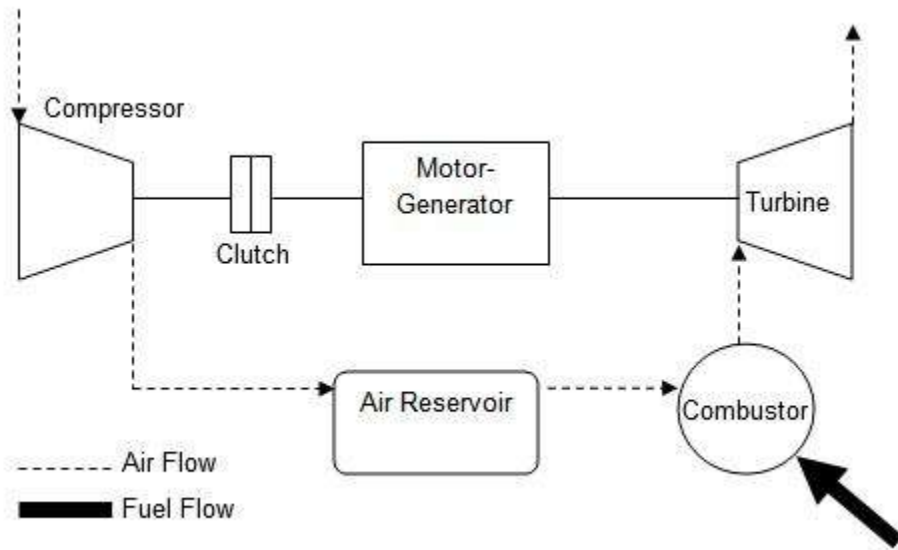 Compressor
Motor-
Generator
Turbine
Clutch
Air Reservoir
Combustor
Air Flow
Fuel Flow